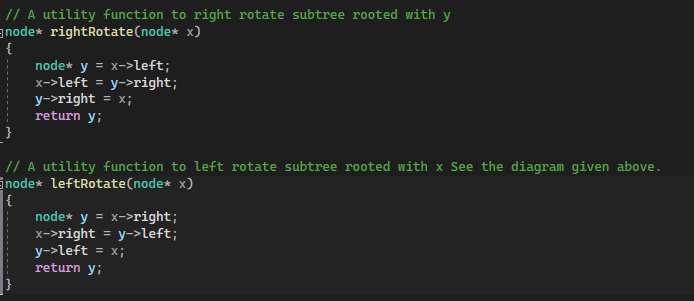 // A utility function to right rotate subtree rooted with y
node* rightRotate(node* x)
{
    node* y = x->left;
    x->left = y->right;
    y->right = x;
    return y;
}
// A utility function to left rotate subtree rooted with x See the diagram given above.
node* leftRotate(node* x)
{
    node* y = x->right;
    x->right = y->left;
    y->left = x;
    return y;
}